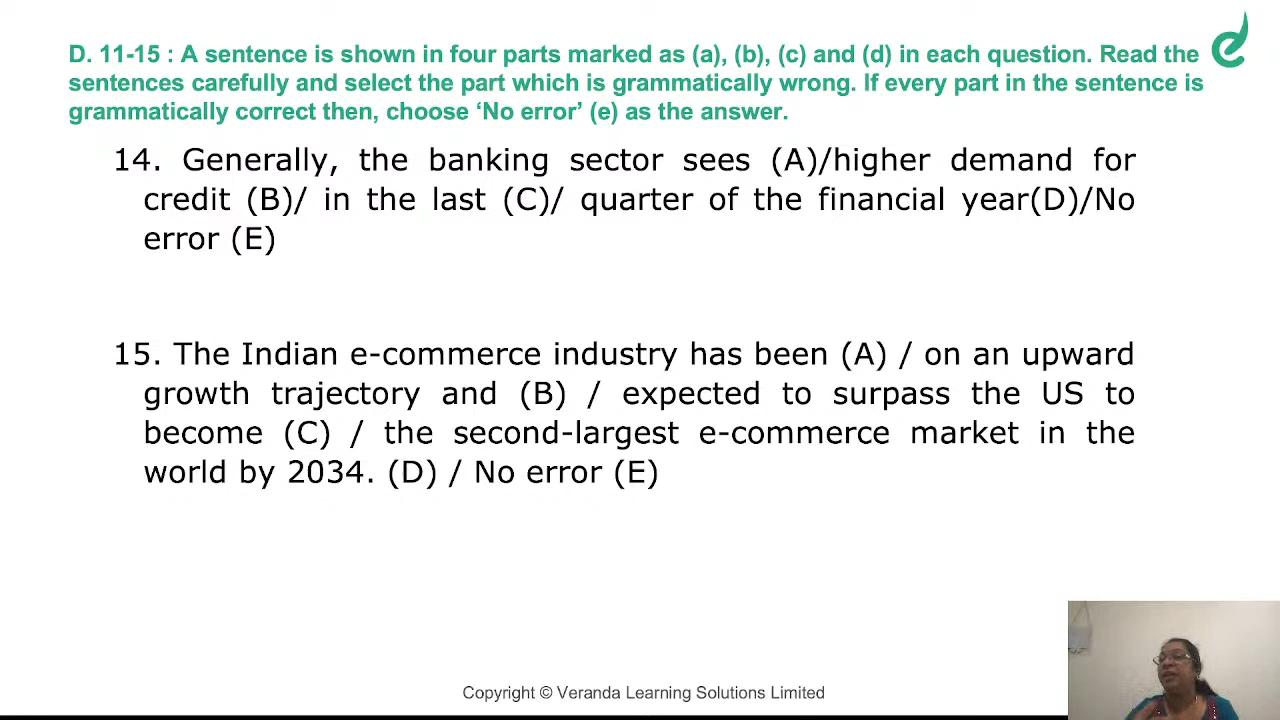 D. 11-15 : A sentence is shown in four parts marked as (a), (b), (c) and (d) in each question. Read the
sentences carefully and select the part which is grammatically wrong. If every part in the sentence is
grammatically correct then, choose ‘No error’ (e) as the answer.
14. Generally, the banking sector sees (A)/higher demand for
credit (B)/ in the last (C)/ quarter of the financial year(D)/No
error (E)
15. The Indian e-commerce industry has been (A) / on an upward
growth trajectory and (B) / expected to surpass the US to
become (C) / the second-largest e-commerce market in the
world by 2034. (D) / No error (E)
Copyright © Veranda Learning Solutions Limited